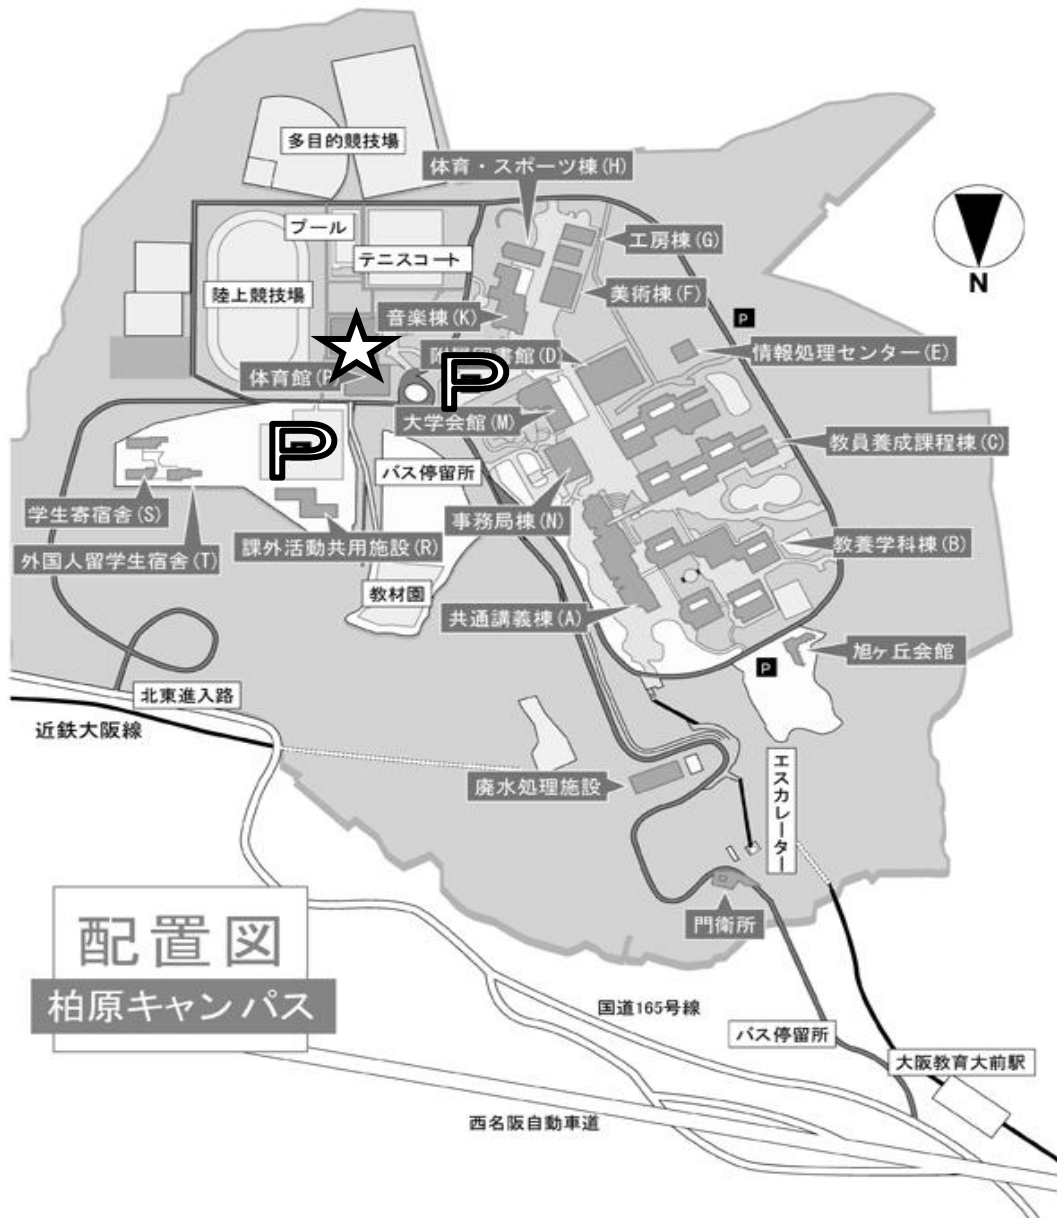 多目的競技場
体育・スポーツ棟(H)
プール
工房棟(G)
テニスコート
陸上競技場
美術棟(F)
N
音楽棟(K)
P
附属図書館(D)
情報処理センター(E)
体育館(P)
P
大学会館(M)
教員養成課程棟(C)
P
バス停留所
学生寄宿舎(S)
事務局棟(N)
外国人留学生宿舎(T)
課外活動共用施設(R)
教養学科棟(B)
教材園
共通講義棟(A)
旭ヶ丘会館
P
北東進入路
近鉄大阪線
エスカレーター
廃水処理施設
門衛所
配置図
柏原キャンパス
国道165号線
バス停留所
大阪教育大前駅
西名阪自動車道